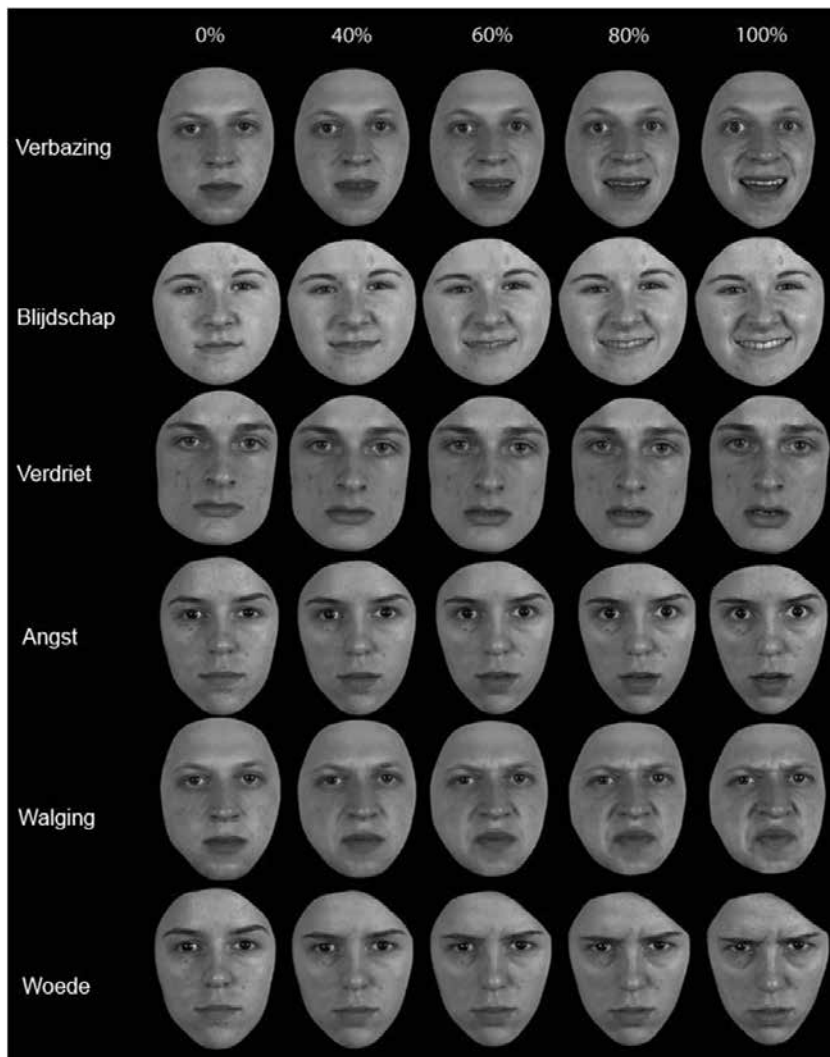 0% 40% 60% 80% 100%
Verbazing
Blijdschap
Verdriet
Angst
Walging
Woede